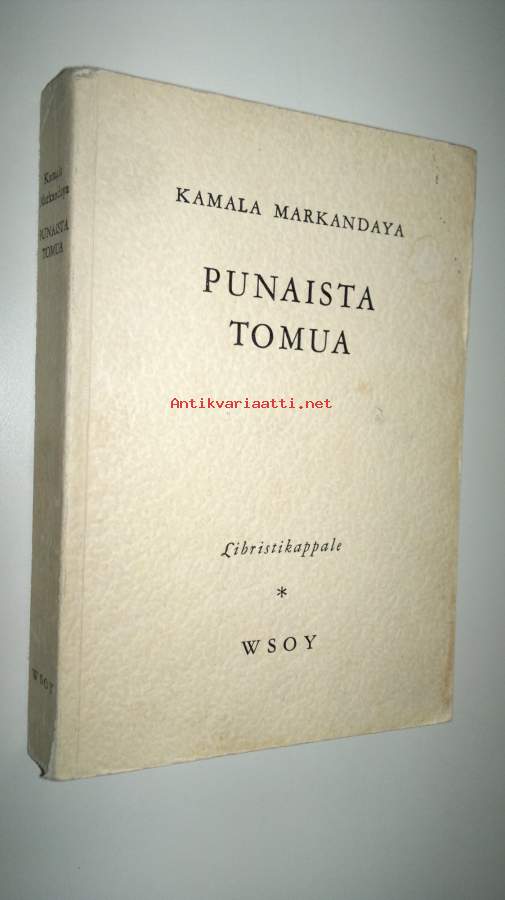 Kamala
Markandaya
PUNAISTA
TOMUA
WSOY
KAMALA MARKANDAYA
PUNAISTA
TOMUA
Antikvariaatti.net
Libristikappale
*
WSOY